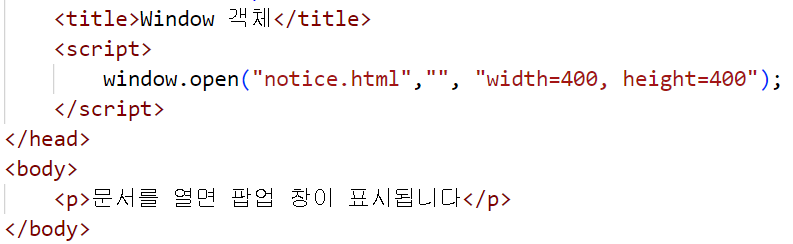 <title>Window 객체</title>
<script>
window.open("notice.html","", "width=400, height=400");
</script>
</head>
<body>
<p>문서를 열면 팝업 창이 표시됩니다</p>
</body>